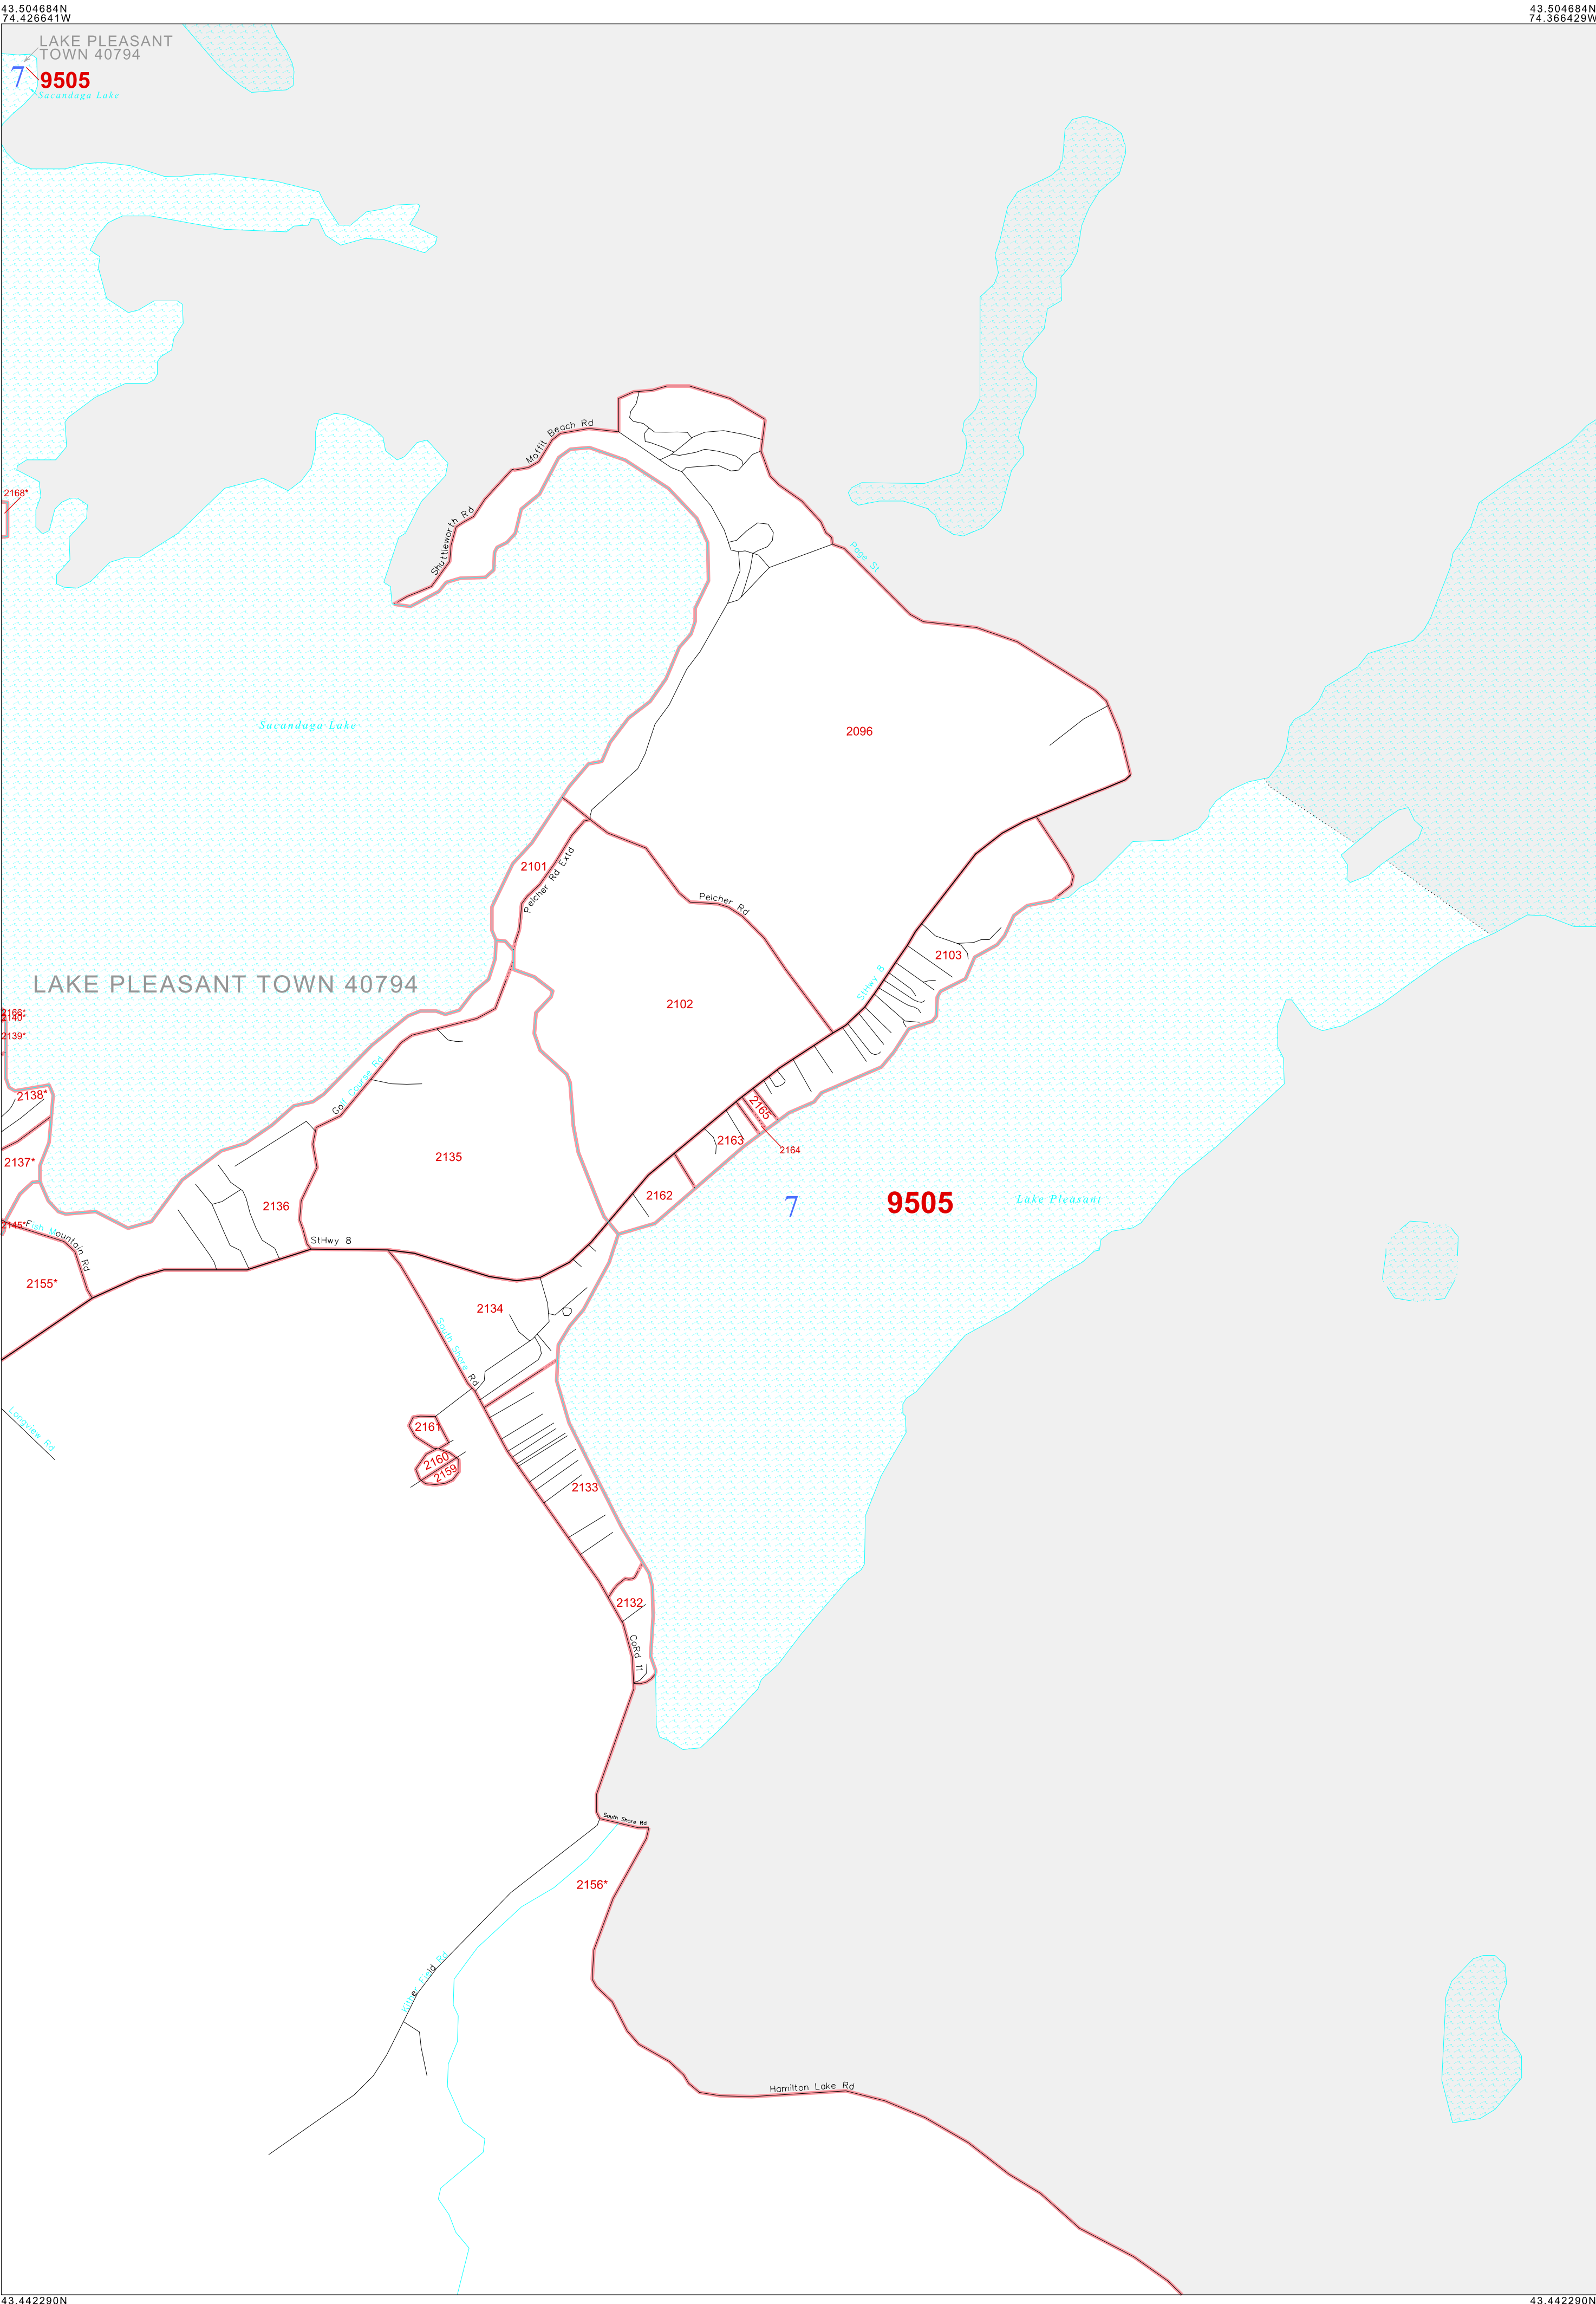 43.504684N
74.426641W
43.504684N
74.366429W
LAKE PLEASANT
TOWN 40794
7
9505
Sacandaga Lake
Moffit Beach Rd
2168*
Shuttleworth Rd
Page St
Sacandaga Lake
2096
2101
Pelcher Rd Extd
Pelcher Rd
2103
LAKE PLEASANT TOWN 40794
StHwy 8
2102
2166*
2140*
2139*
Golf Course Rd
2138*
2165
2163
2164
2135
2137*
2162
7
9505
Lake Pleasant
2136
2145*
Fish Mountain Rd
StHwy 8
2155*
2134
South Shore Rd
Longview Rd
2161
2160
2159
2133
2132
CoRd 11
South Shore Rd
2156*
Hamilton Lake Rd
43.442290N
43.442290N